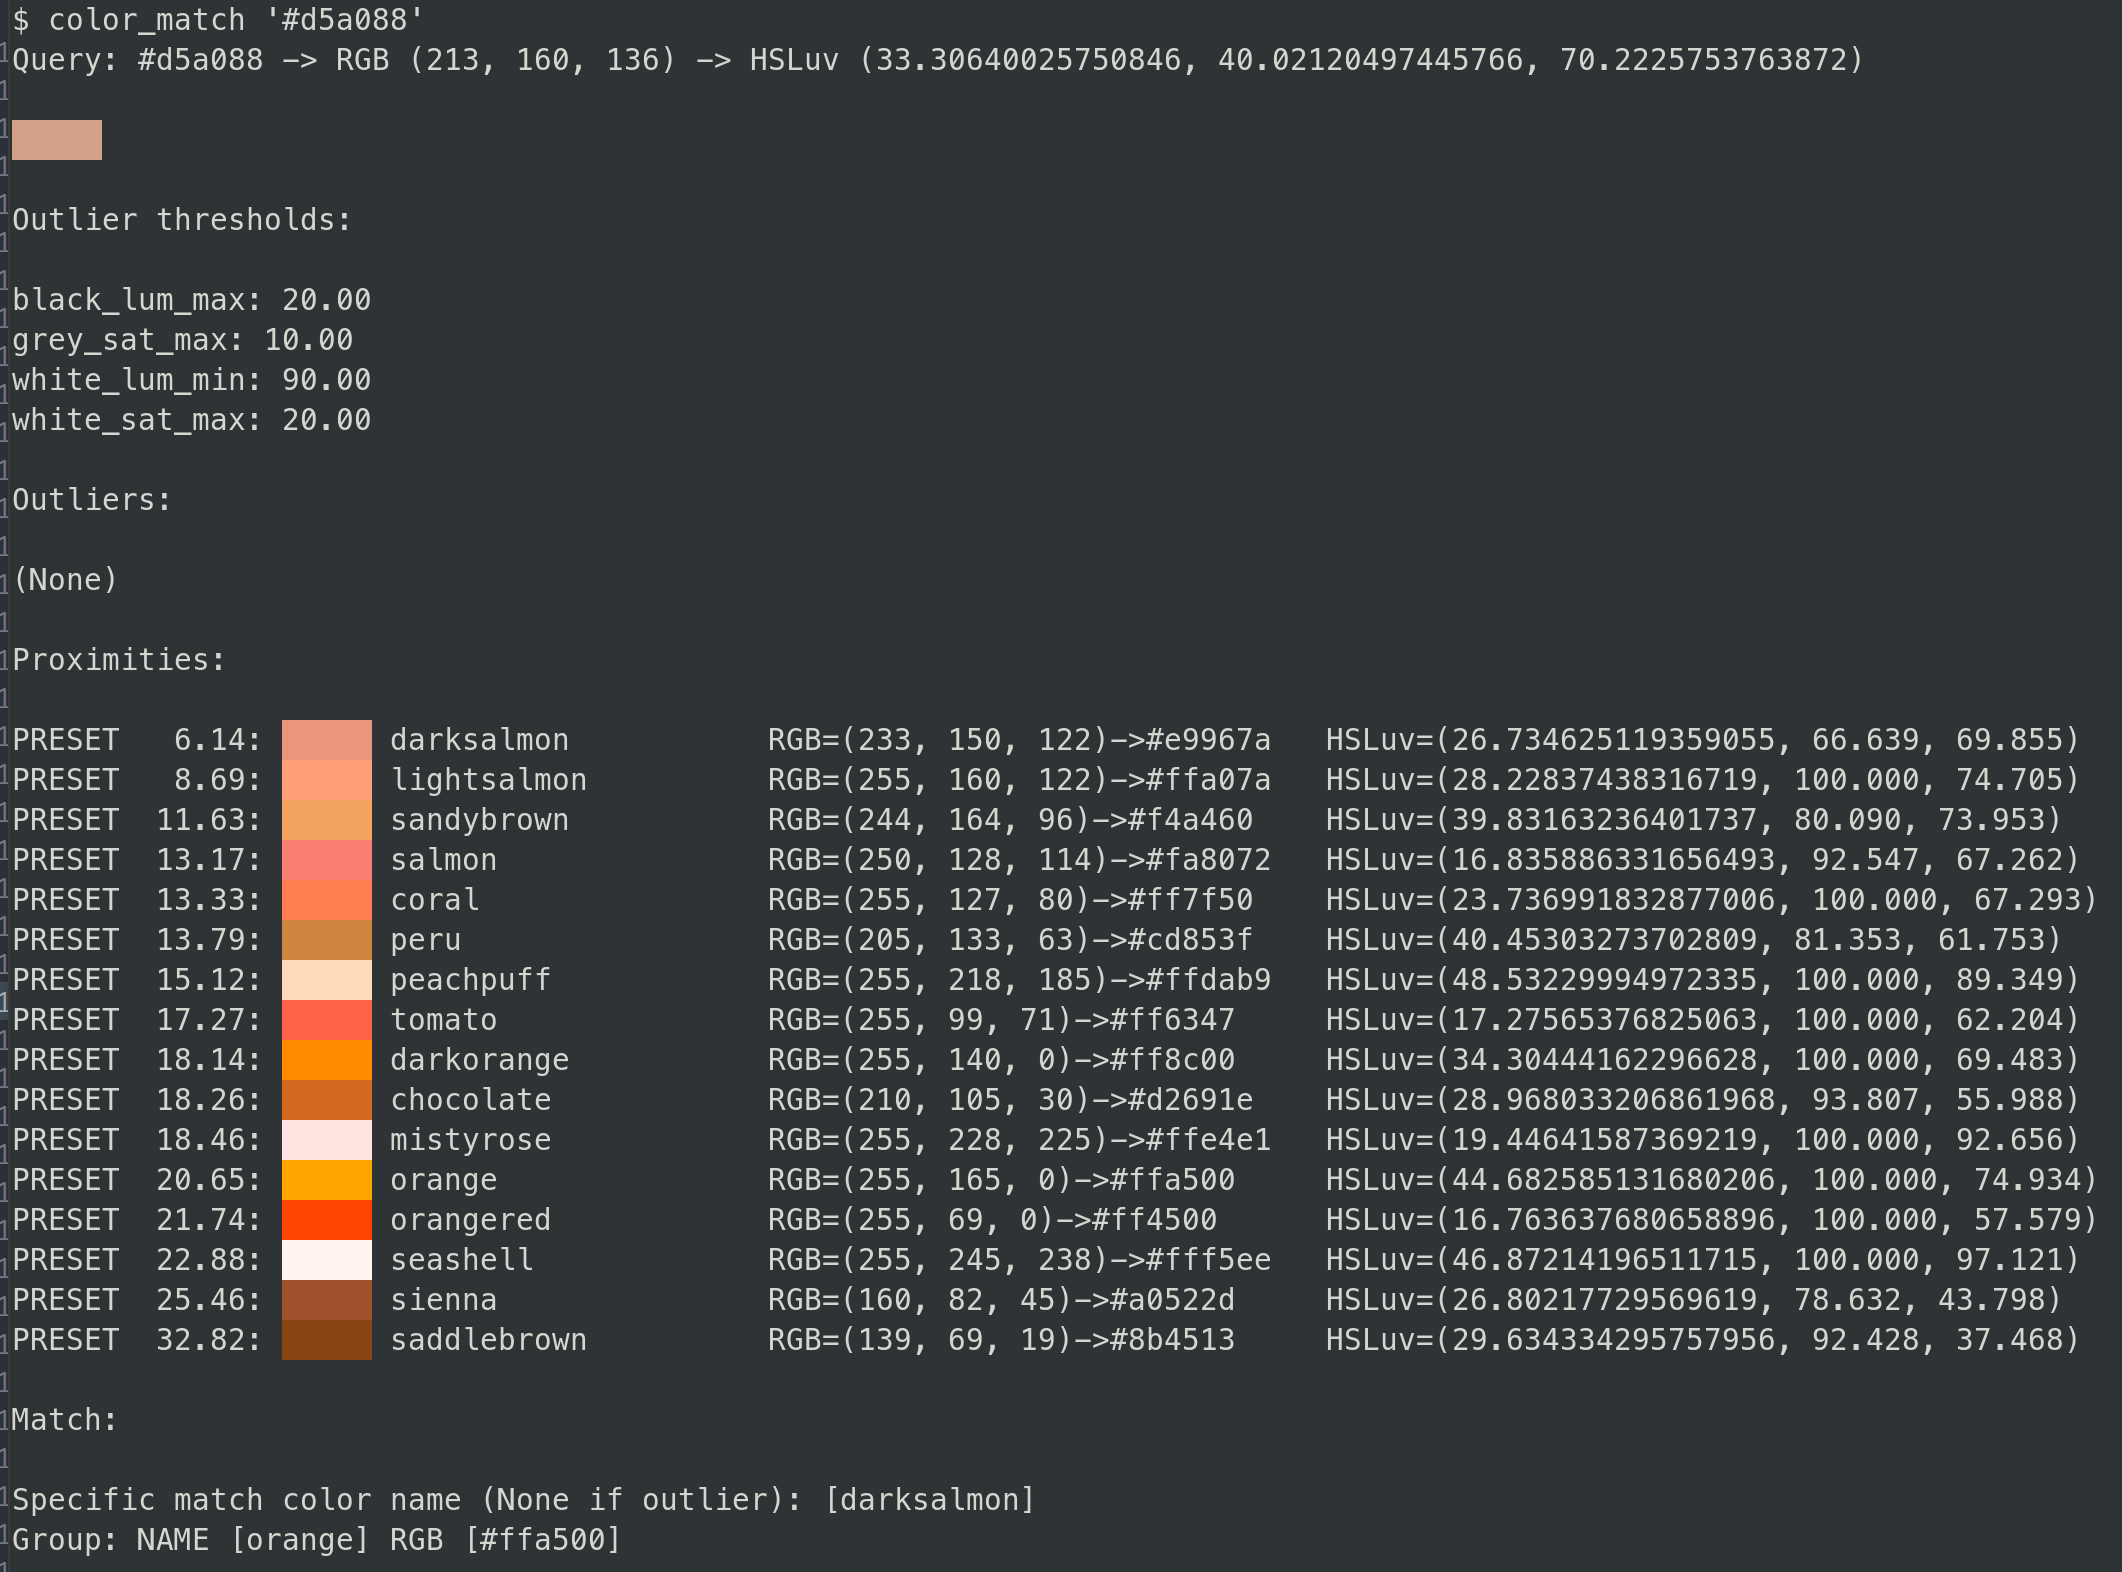 $ color_match '#d5a088'
Query: #d5a088 -> RGB (213, 160, 136) -> HSLuv (33.30640025750846, 40.02120497445766, 70.2225753763872)
Outlier thresholds:
black_lum_max: 20.00
grey_sat_max: 10.00
white_lum_min: 90.00
white_sat_max: 20.00
Outliers:
(None)
Proximities:
PRESET   6.14: darksalmon RGB=(233, 150, 122)->#e9967a HSLuv=(26.734625119359055, 66.639, 69.855)
PRESET   8.69: lightsalmon RGB=(255, 160, 122)->#ffa07a HSLuv=(28.22837438316719, 100.000, 74.705)
PRESET  11.63: sandybrown RGB=(244, 164, 96)->#f4a460 HSLuv=(39.83163236401737, 80.090, 73.953)
PRESET  13.17: salmon RGB=(250, 128, 114)->#fa8072 HSLuv=(16.835886331656493, 92.547, 67.262)
PRESET  13.33: coral RGB=(255, 127, 80)->#ff7f50 HSLuv=(23.736991832877006, 100.000, 67.293)
PRESET  13.79: peru RGB=(205, 133, 63)->#cd853f HSLuv=(40.45303273702809, 81.353, 61.753)
PRESET  15.12: peachpuff RGB=(255, 218, 185)->#ffdab9 HSLuv=(48.53229994972335, 100.000, 89.349)
PRESET  17.27: tomato RGB=(255, 99, 71)->#ff6347 HSLuv=(17.27565376825063, 100.000, 62.204)
PRESET  18.14: darkorange RGB=(255, 140, 0)->#ff8c00 HSLuv=(34.30444162296628, 100.000, 69.483)
PRESET  18.26: chocolate RGB=(210, 105, 30)->#d2691e HSLuv=(28.968033206861968, 93.807, 55.988)
PRESET  18.46: mistyrose RGB=(255, 228, 225)->#ffe4e1 HSLuv=(19.44641587369219, 100.000, 92.656)
PRESET  20.65: orange RGB=(255, 165, 0)->#ffa500 HSLuv=(44.682585131680206, 100.000, 74.934)
PRESET  21.74: orangered RGB=(255, 69, 0)->#ff4500 HSLuv=(16.763637680658896, 100.000, 57.579)
PRESET  22.88: seashell RGB=(255, 245, 238)->#fff5ee HSLuv=(46.87214196511715, 100.000, 97.121)
PRESET  25.46: sienna RGB=(160, 82, 45)->#a0522d HSLuv=(26.80217729569619, 78.632, 43.798)
PRESET  32.82: saddlebrown RGB=(139, 69, 19)->#8b4513 HSLuv=(29.634334295757956, 92.428, 37.468)
Match:
Specific match color name (None if outlier): [darksalmon]
Group: NAME [orange] RGB [#ffa500]